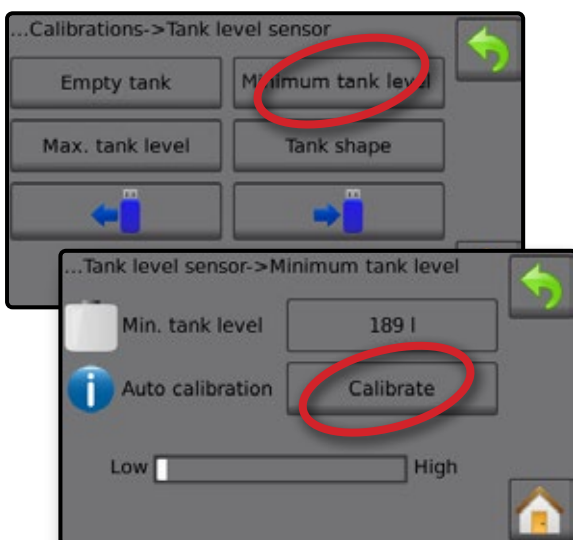 ...Calibrations->Tank level sensor
Empty tank
Minimum tank level
Max. tank level
Tank shape
...Tank level sensor->Minimum tank level
Min. tank level
189 l
Auto calibration
Calibrate
Low
High